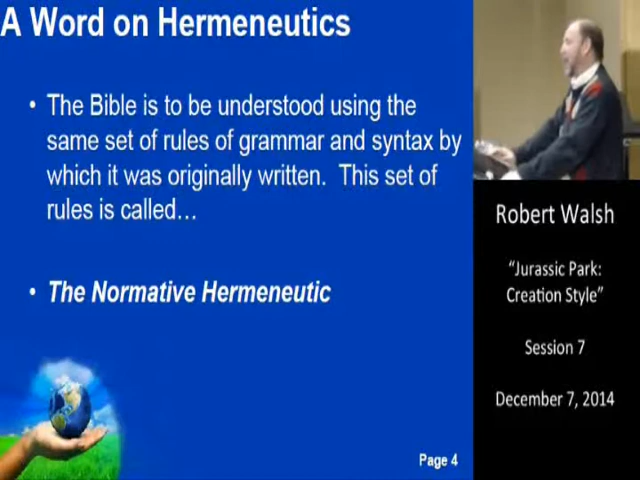 A Word on Hermeneutics
• The Bible is to be understood using the
same set of rules of grammar and syntax by
which it was originally written.  This set of
rules is called…
• The Normative Hermeneutic
Page 4
Robert Walsh
“Jurassic Park:
Creation Style”
Session 7
December 7, 2014